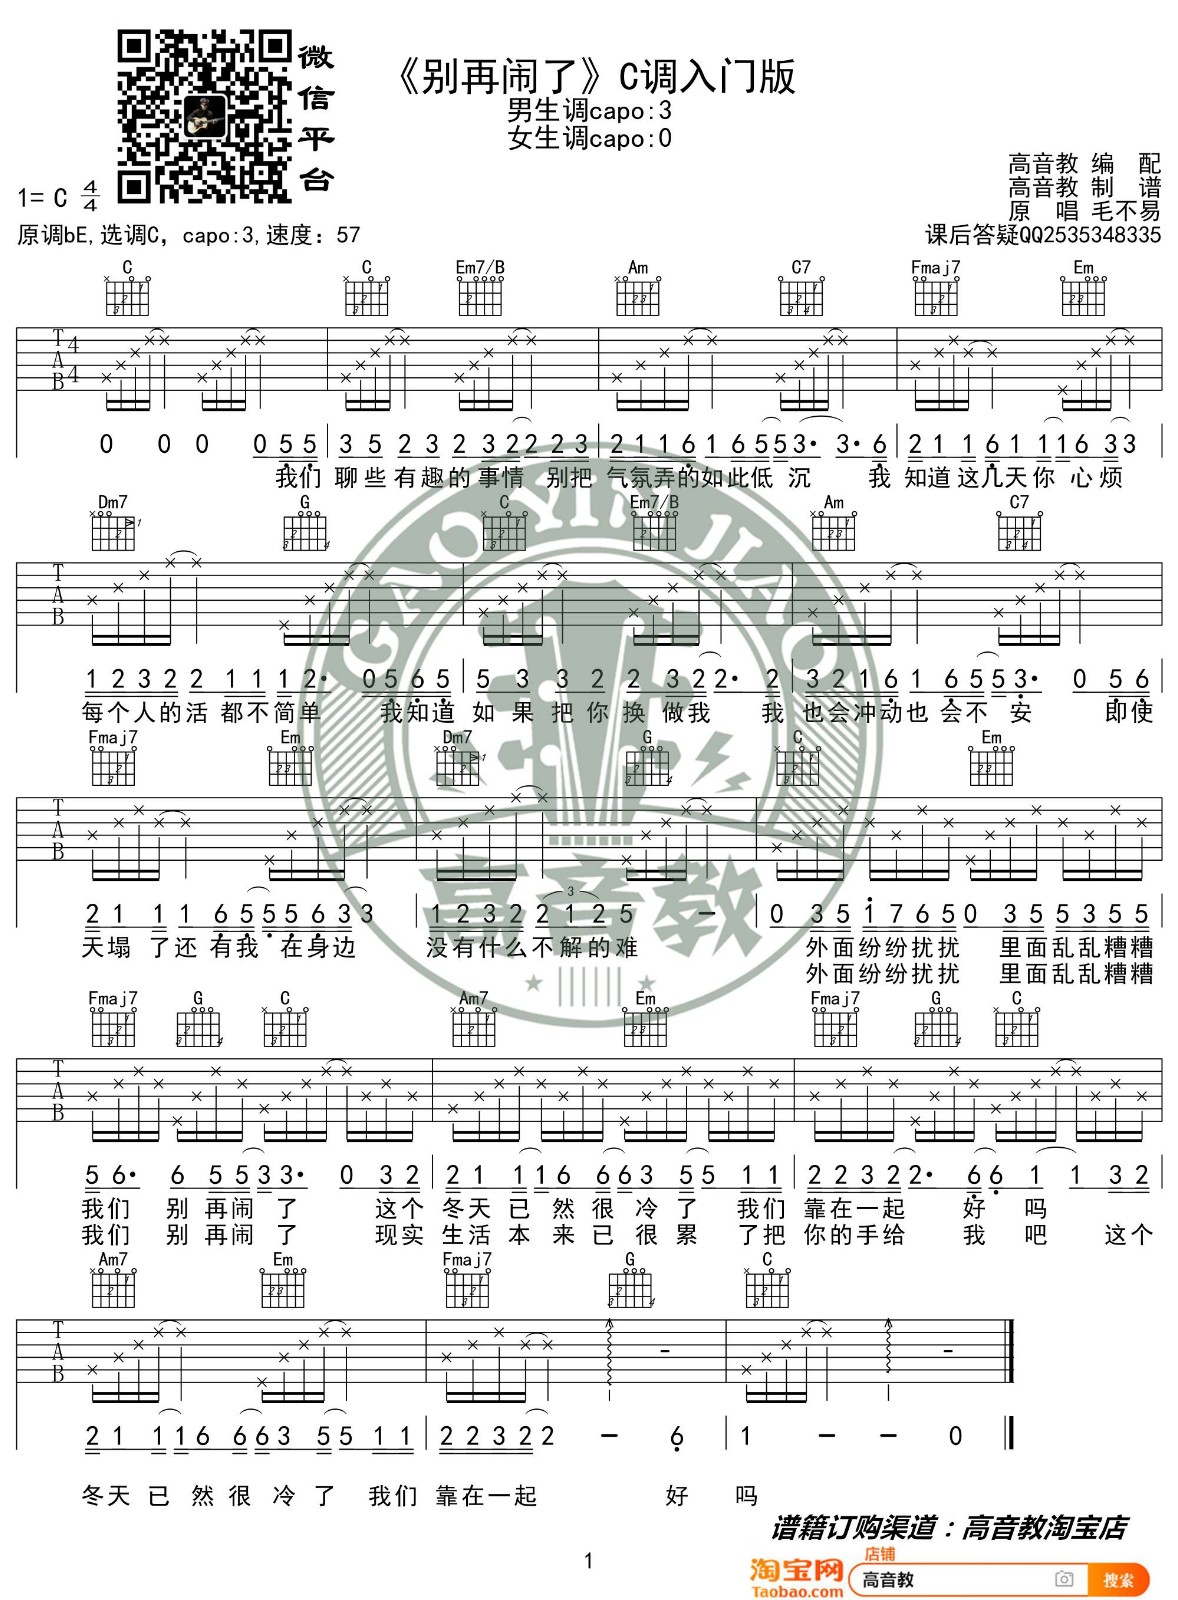 微信平台
《别再闹了》C调入门版
男生调capo:3
女生调capo:0
高音教 编 配
高音教 制 谱
原 唱 毛不易
1= C 4/4
原调bE,选调C, capo:3,速度: 57
课后答疑QQ2535348335
C C Em7/B Am C7 Fmaj7 Em
T 4
A
B 4
0 0 0 0 5 5 3 5 2 3 2 3 2 2 2 3 2 1 1 6 1 6 5 5 3· 3·6 2 1 1 6 1 1 1 6 3 3
我们 聊些有趣的事情 别把 气氛弄的如此低 沉 我 知道这几天你 心烦
Dm7 G C Em7/B Am C7
T
A
B
1 2 3 2 2 1 1 1 2· 0 5 6 5 5 3 3 2 2 3 2 2· 2 3 2 1 6 1 6 5 5 3· 0 5 6
每个人的活 都不简单 我知道 如果把你换做我 我 也会冲动也 会不 安 即使
Fmaj7 Em Dm7 G C Em
T
A
B
2 1 1 1 6 5 5 5 6 3 3 1 2 3 2 2 1 2 5 — 0 3 5 i 7 6 5 0 3 5 5 3 5 5
3
天塌 了还 有我 在身边 没有什么不解的难 外面纷纷扰扰 里面乱乱糟糟
外面纷纷扰扰 里面乱乱糟糟
Fmaj7 G C Am7 Em Fmaj7 G C
T
A
B
5 6· 6 5 5 3 3· 0 3 2 2 1 1 1 6 6 6 3 5 5 1 1 2 2 3 2 2· 6 6 1 1 3 2
我们 别 再闹 了 这个 冬天 已 然很 冷 了 我们 靠在一起 好 吗
我们 别 再闹 了 现实 生活 本 来已 很 累 了把 你的手给 我 吧 这个
Am7 Em Fmaj7 G C
T
A
B
2 1 1 1 6 6 6 3 5 5 1 1 2 2 3 2 2 — 6 1 — — 0
冬天 已 然很 冷 了 我们 靠在一起 好 吗
GAO YIN JIAO
高音教
谱籍订购渠道：高音教淘宝店
1
店铺
淘宝网
Taobao.com
高音教
搜索